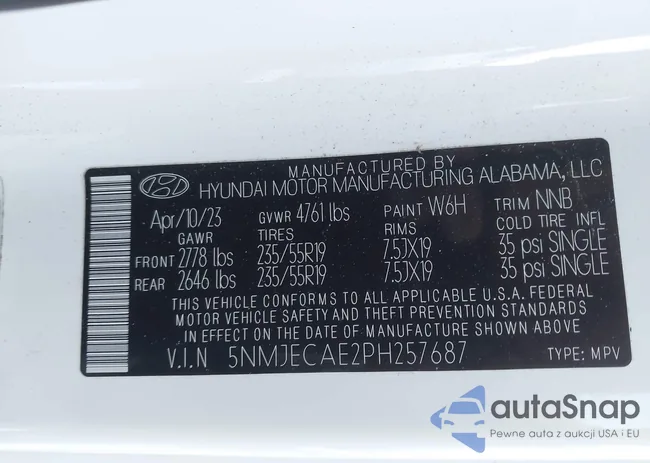 MANUFACTURED BY
HYUNDAI MOTOR MANUFACTURING ALABAMA, LLC
Apr/10/23 GVWR 4761 lbs PAINT W6H TRIM NNB
GAWR TIRES RIMS COLD TIRE INFL
FRONT 2778 lbs 235/55R19 7.5JX19 35 psi SINGLE
REAR 2646 lbs 235/55R19 7.5JX19 35 psi SINGLE
THIS VEHICLE CONFORMS TO ALL APPLICABLE U.S.A. FEDERAL
MOTOR VEHICLE SAFETY AND THEFT PREVENTION STANDARDS
IN EFFECT ON THE DATE OF MANUFACTURE SHOWN ABOVE
V.I.N 5NMJECAE2PH257687 TYPE: MPV
autaSnap
Pewne auta z aukcji USA i EU